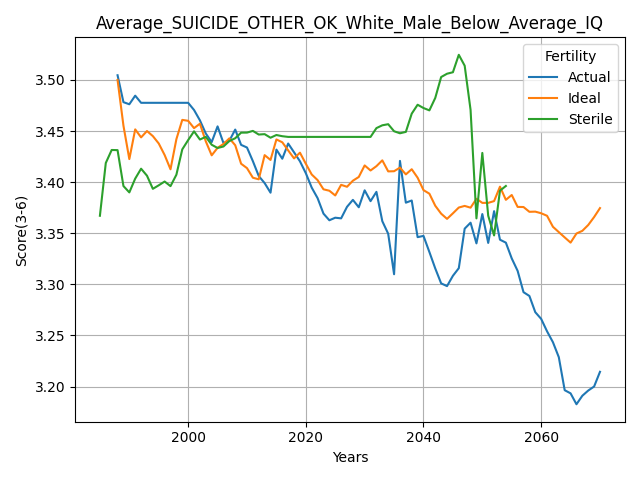 Average_SUICIDE_OTHER_OK_White_Male_Below_Average_IQ
Fertility
Actual
Ideal
Sterile
Score(3-6)
3.50
3.45
3.40
3.35
3.30
3.25
3.20
2000
2020
2040
2060
Years